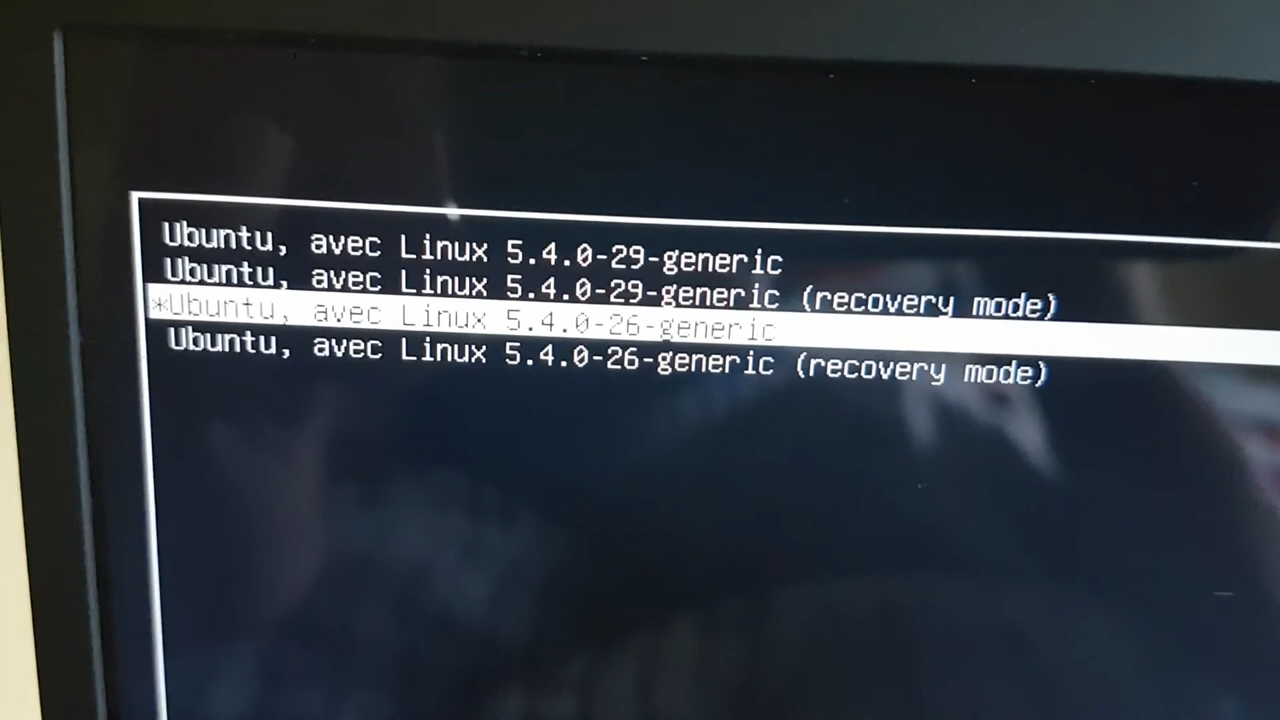 Ubuntu, avec Linux 5.4.0-29-generic
Ubuntu, avec Linux 5.4.0-29-generic (recovery mode)
*Ubuntu, avec Linux 5.4.0-26-generic
Ubuntu, avec Linux 5.4.0-26-generic (recovery mode)